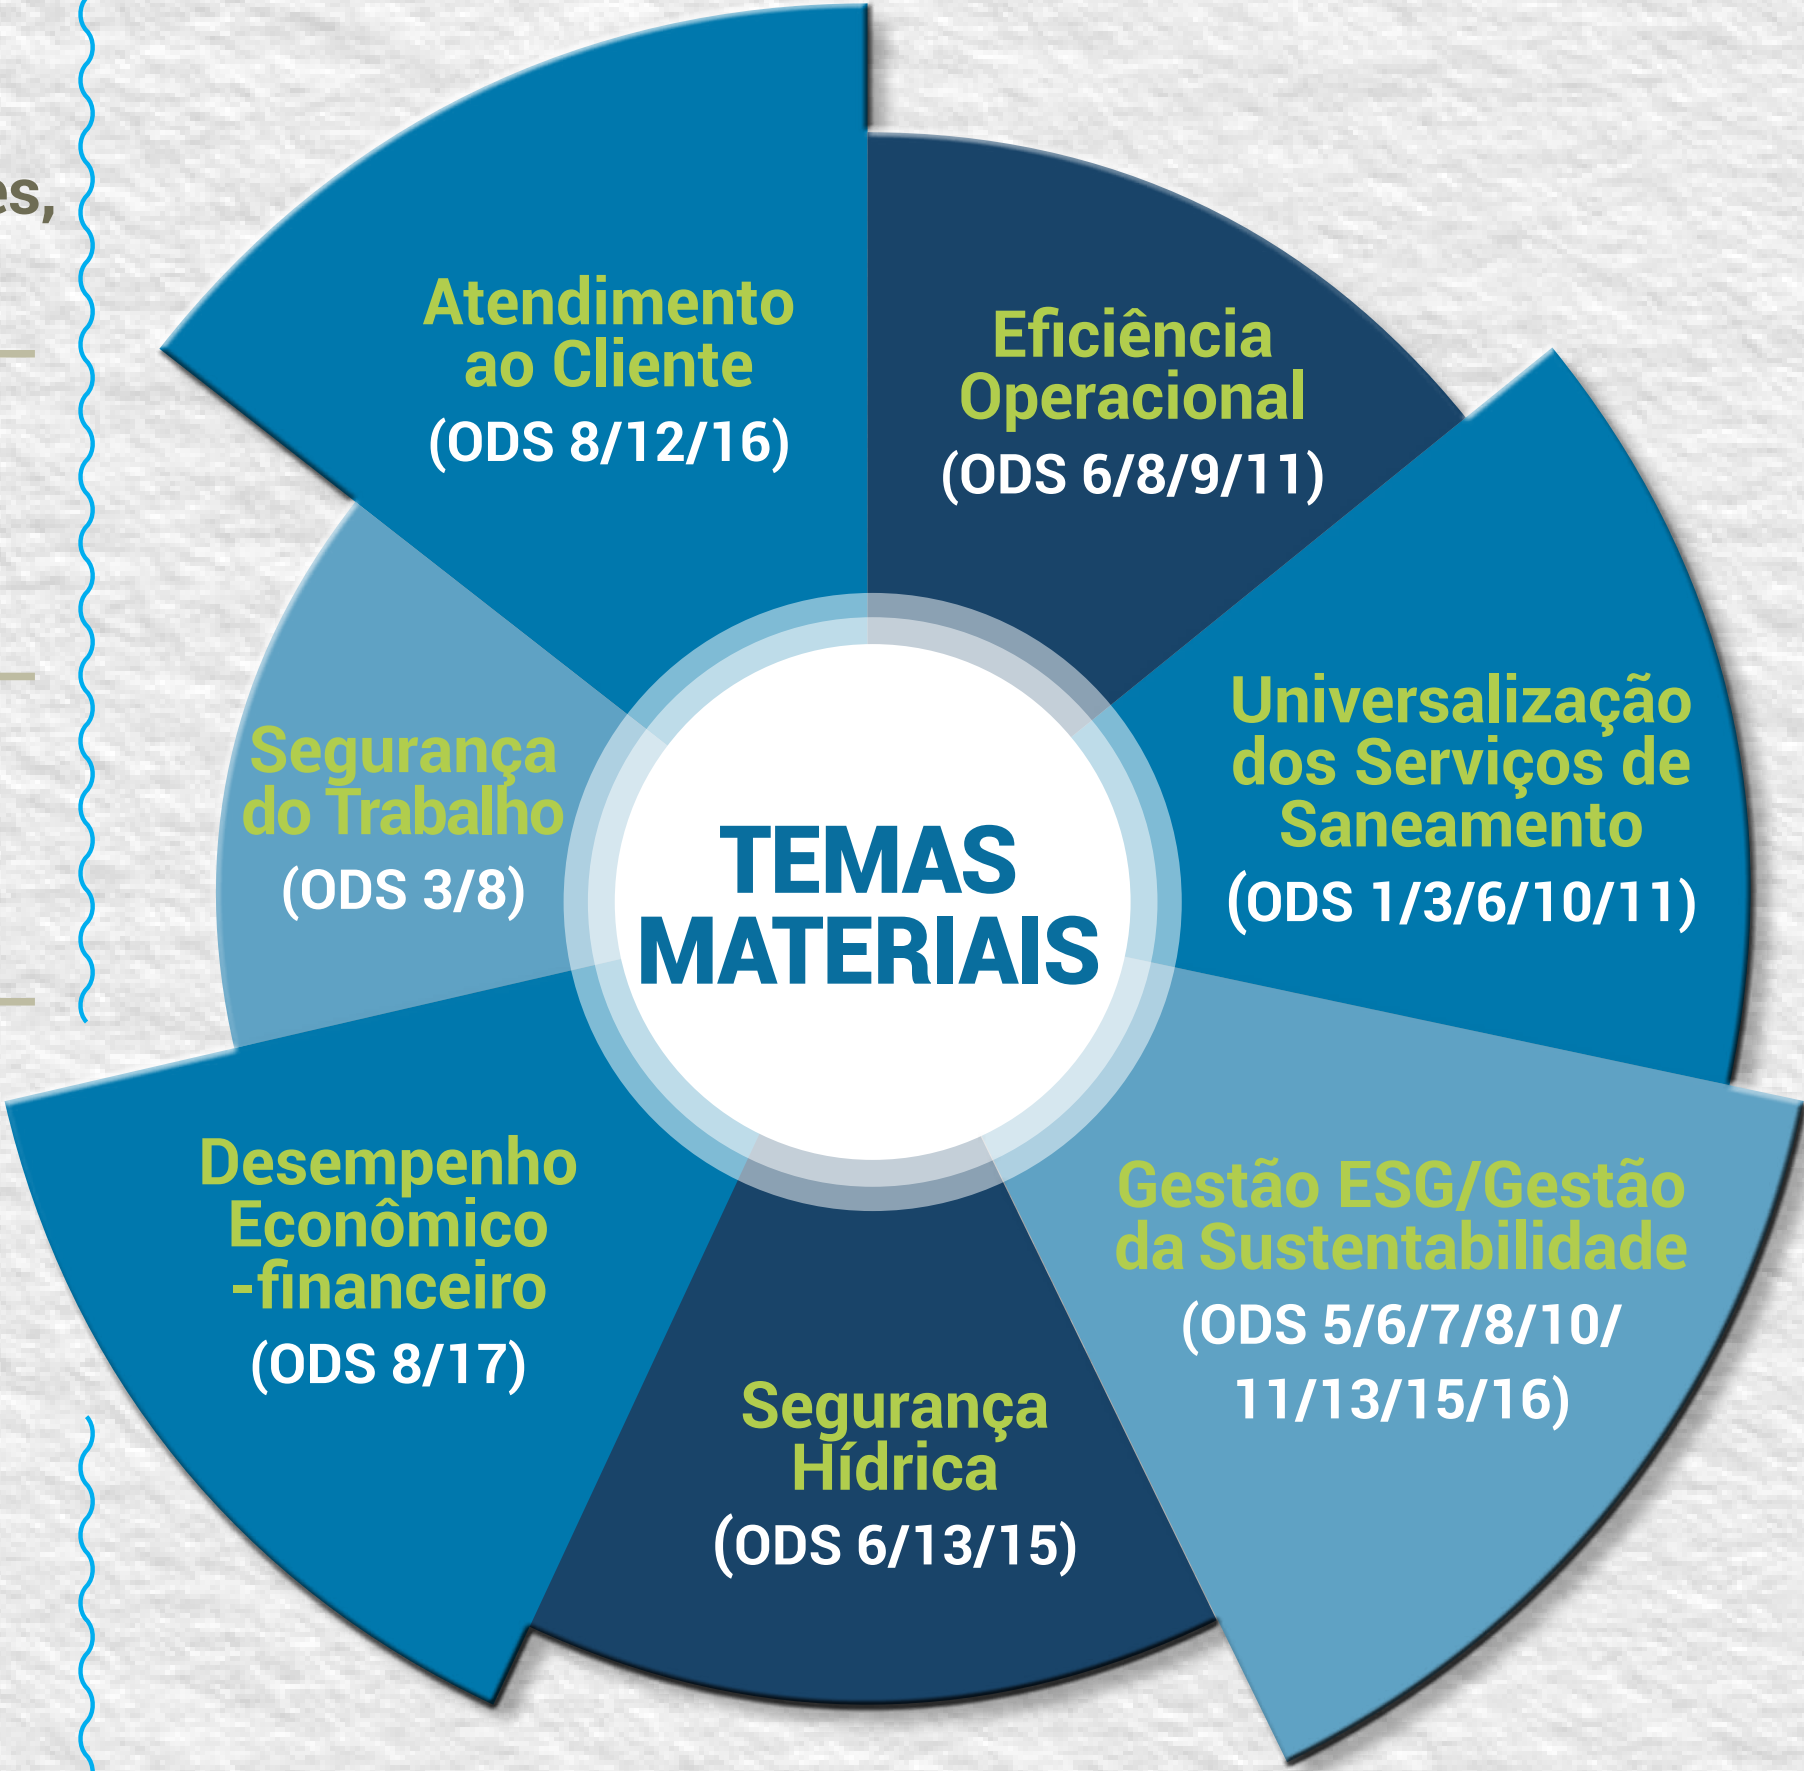 es,
Atendimento
ao Cliente
(ODS 8/12/16)
Eficiência
Operacional
(ODS 6/8/9/11)
Universalização
dos Serviços de
Saneamento
(ODS 1/3/6/10/11)
Gestão ESG/Gestão
da Sustentabilidade
(ODS 5/6/7/8/10/
11/13/15/16)
Segurança
Hídrica
(ODS 6/13/15)
Desempenho
Econômico
-financeiro
(ODS 8/17)
Segurança
do Trabalho
(ODS 3/8)
TEMAS
MATERIAIS